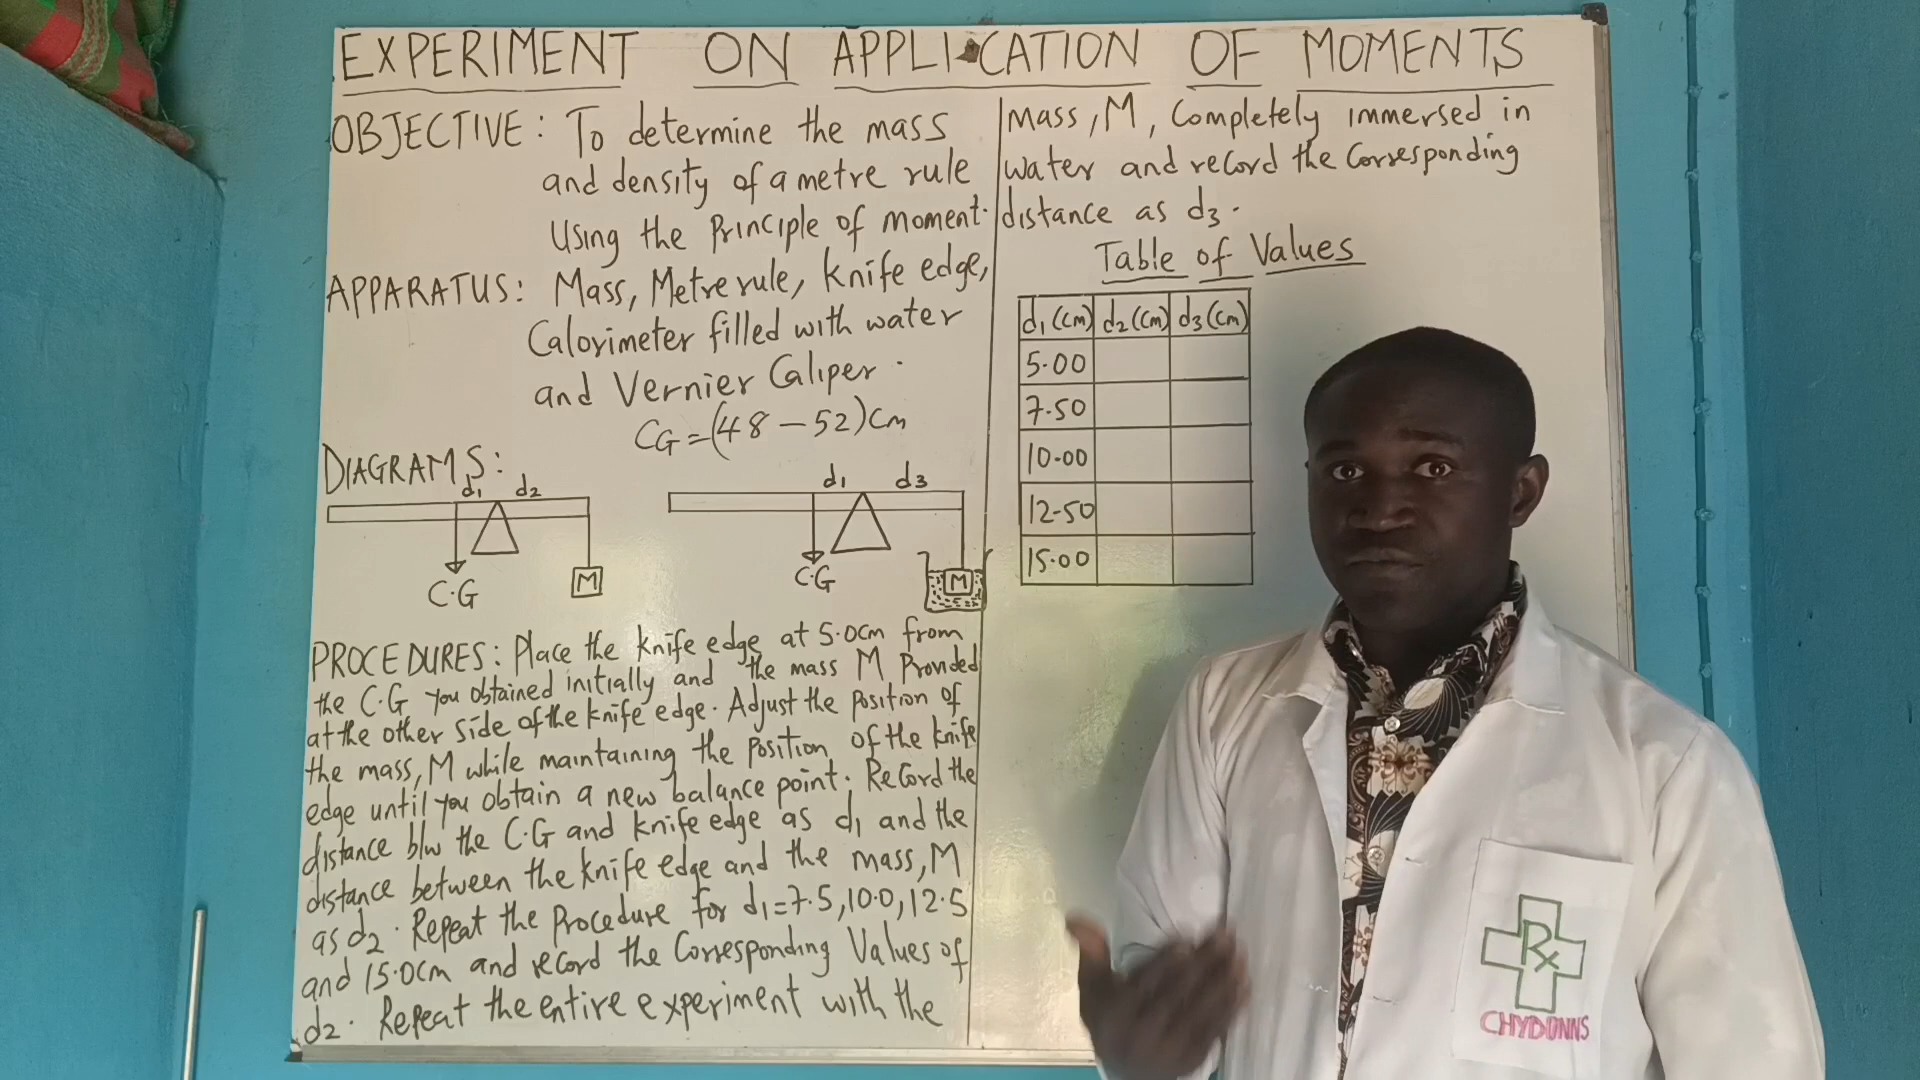 EXPERIMENT ON APPLICATION OF MOMENTS
OBJECTIVE: To determine the mass
and density of a metre rule
Using the Principle of moment.
APPARATUS: Mass, Metre rule, Knife edge,
Calorimeter filled with water
and Vernier Caliper.
CG = (48 - 52) cm
DIAGRAMS:
d1 d2
C.G
M
d1 d3
C.G
M
PROCEDURES: Place the knife edge at 5.0cm from
the C.G you obtained initially and the mass M Provided
at the other side of the knife edge. Adjust the position of
the mass, M while maintaining the position of the knife
edge until you obtain a new balance point. Record the
distance b/w the C.G and knife edge as d1 and the
distance between the knife edge and the mass, M
as d2. Repeat the Procedure for d1=7.5, 10.0, 12.5
and 15.0cm and record the Corresponding Values of
d2. Repeat the entire experiment with the
mass, M, Completely immersed in
water and record the Corresponding
distance as d3.
Table of Values
d1(cm) d2(cm) d3(cm)
5.00
7.50
10.00
12.50
15.00
Rx
CHYDONNS